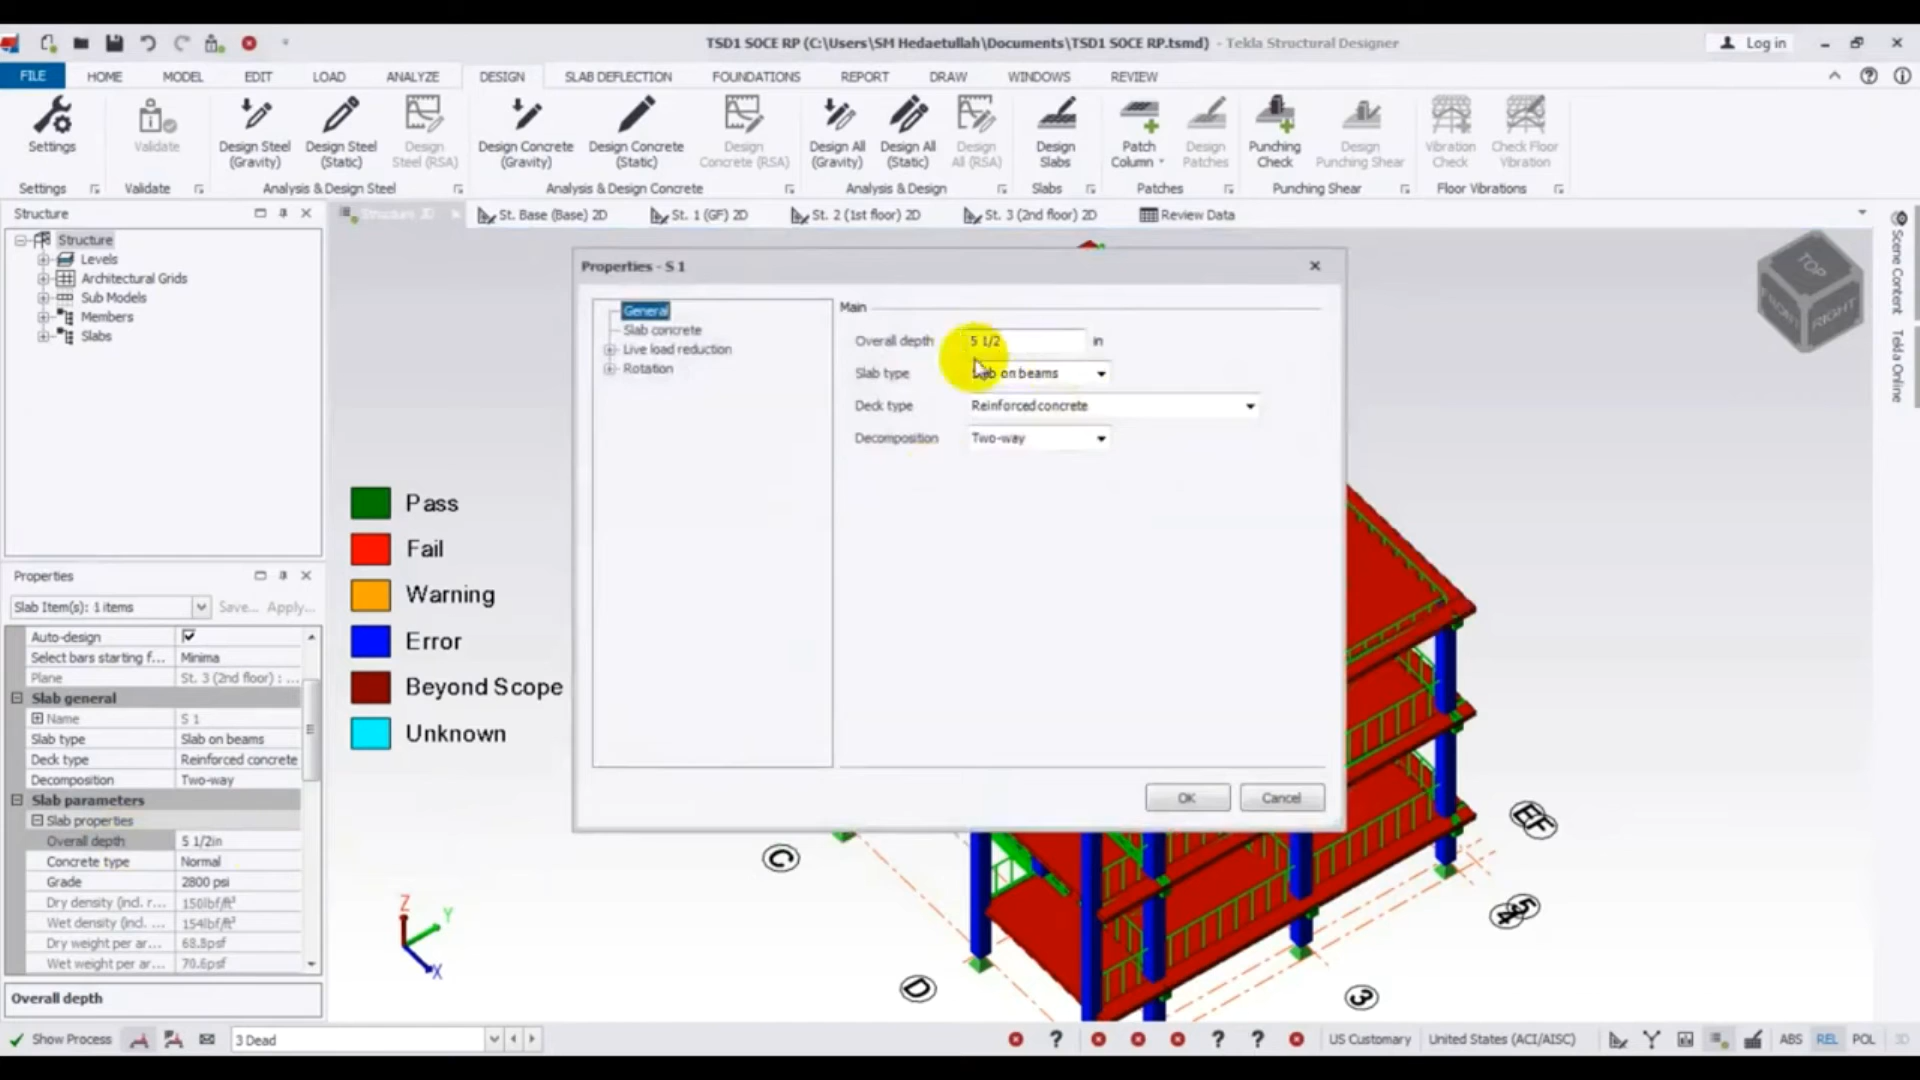 TSD1 SOCE RP (C:\Users\SM Hedaetullah\Documents\TSD1 SOCE RP.tsmd) - Tekla Structural Designer
Log in
FILE HOME MODEL EDIT LOAD ANALYZE DESIGN SLAB DEFLECTION FOUNDATIONS REPORT DRAW WINDOWS REVIEW
Settings
Validate
Design Steel (Gravity)
Design Steel (Static)
Design Steel (RSA)
Design Concrete (Gravity)
Design Concrete (Static)
Design Concrete (RSA)
Design All (Gravity)
Design All (Static)
Design All (RSA)
Design Slabs
Patch Column
Design Patches
Punching Check
Design Punching Shear
Vibration Check
Check Floor Vibration
Settings Validate Analysis & Design Steel Analysis & Design Concrete Analysis & Design Slabs Patches Punching Shear Floor Vibrations
Structure
Structure 3D St. Base (Base) 2D St. 1 (GF) 2D St. 2 (1st floor) 2D St. 3 (2nd floor) 2D Review Data
Structure
Levels
Architectural Grids
Sub Models
Members
Slabs
Properties - S 1
General
Slab concrete
Live load reduction
Rotation
Main
Overall depth 5 1/2 in
Slab type Slab on beams
Deck type Reinforced concrete
Decomposition Two-way
OK Cancel
TOP
FRONT
RIGHT
Scene Content
Tekla Online
Pass
Fail
Warning
Error
Beyond Scope
Unknown
Properties
Slab Item(s): 1 items Save... Apply...
Auto-design
Select bars starting f... Minima
Plane St. 3 (2nd floor) : ...
Slab general
Name S 1
Slab type Slab on beams
Deck type Reinforced concrete
Decomposition Two-way
Slab parameters
Slab properties
Overall depth 5 1/2in
Concrete type Normal
Grade 2800 psi
Dry density (incl. r... 150lb/ft³
Wet density (incl. ... 154lb/ft³
Dry weight per ar... 68.8psf
Wet weight per ar... 70.6psf
Overall depth
Z
Y
X
C
D
3
4
5
EF
Show Process 3 Dead US Customary United States (ACI/AISC) ABS REL POL